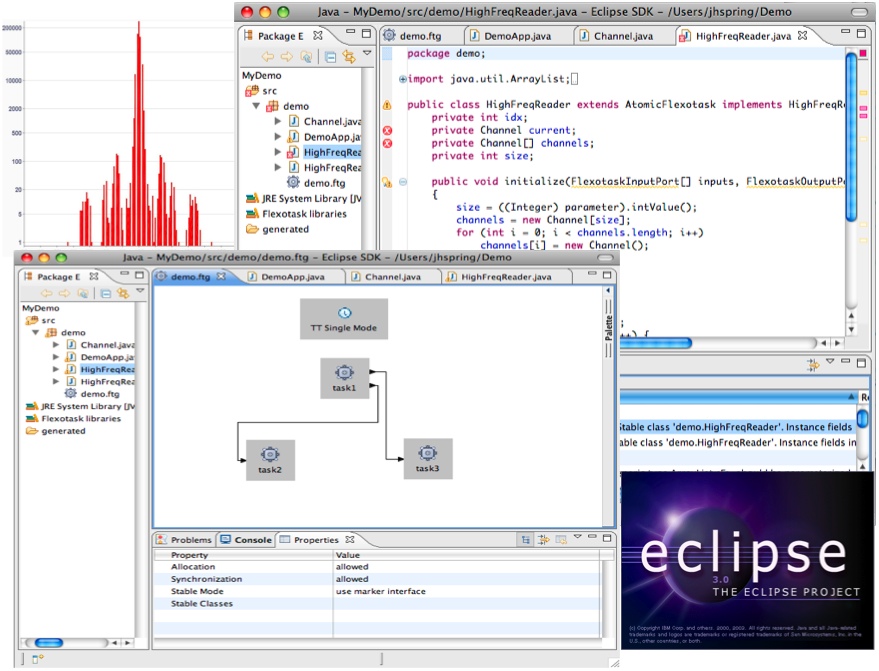 200000
50000
10000
2000
500
100
20
5
1
Java — MyDemo/src/demo/HighFreqReader.java — Eclipse SDK — /Users/jhspring/Demo
Package E
demo.ftg
DemoApp.java
Channel.java
HighFreqReader.java
MyDemo
src
demo
Channel.java
DemoApp.ja
HighFreqRea
HighFreqRea
demo.ftg
JRE System Library [J
Flexotask libraries
generated
package demo;
import java.util.ArrayList;
public class HighFreqReader extends AtomicFlexotask implements HighFreqR
private int idx;
private Channel current;
private Channel[] channels;
private int size;
public void initialize(FlexotaskInputPort[] inputs, FlexotaskOutputPo
{
size = ((Integer) parameter).intValue();
channels = new Channel[size];
for (int i = 0; i < channels.length; i++)
channels[i] = new Channel();
;
++) {
Re
Stable class 'demo.HighFreqReader'. Instance fields
table class 'demo.HighFreqReader'. Instance fields in
Java — MyDemo/src/demo/demo.ftg — Eclipse SDK — /Users/jhspring/Demo
Package E
demo.ftg
DemoApp.java
Channel.java
HighFreqReader.java
MyDemo
src
demo
Channel.java
DemoApp.ja
HighFreqRea
HighFreqRea
demo.ftg
JRE System Library [JV
Flexotask libraries
generated
Palette
TT Single Mode
task1
task2
task3
Problems
Console
Properties
Property Value
Allocation allowed
Synchronization allowed
Stable Mode use marker interface
Stable Classes
eclipse
3.0
THE ECLIPSE PROJECT
(c) Copyright IBM Corp. and others. 2000, 2003. All rights reserved. Java and all Java-related
trademarks and logos are trademarks or registered trademarks of Sun Microsystems, Inc. in the
U.S., other countries, or both.